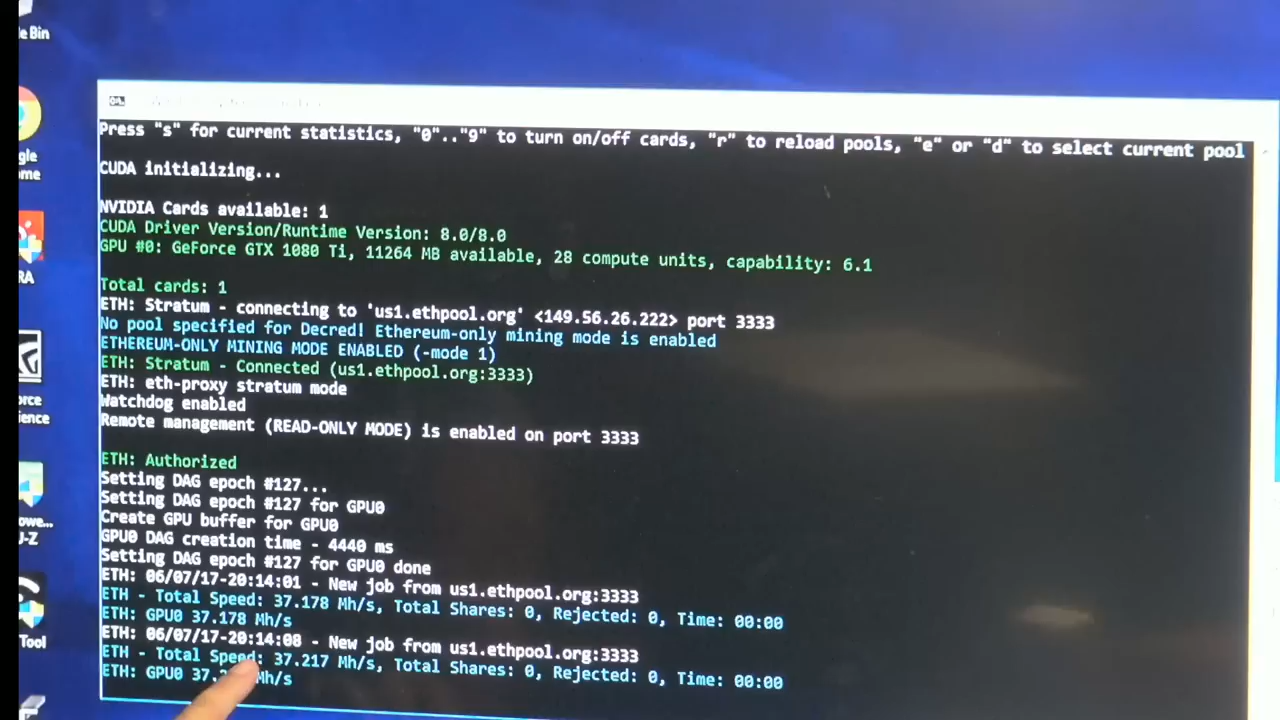 Bin
Press "s" for current statistics, "0".."9" to turn on/off cards, "r" to reload pools, "e" or "d" to select current pool
CUDA initializing...
NVIDIA Cards available: 1
CUDA Driver Version/Runtime Version: 8.0/8.0
GPU #0: GeForce GTX 1080 Ti, 11264 MB available, 28 compute units, capability: 6.1
Total cards: 1
ETH: Stratum - connecting to 'us1.ethpool.org' <149.56.26.222> port 3333
No pool specified for Decred! Ethereum-only mining mode is enabled
ETHEREUM-ONLY MINING MODE ENABLED (-mode 1)
ETH: Stratum - Connected (us1.ethpool.org:3333)
ETH: eth-proxy stratum mode
Watchdog enabled
Remote management (READ-ONLY MODE) is enabled on port 3333
ETH: Authorized
Setting DAG epoch #127...
Setting DAG epoch #127 for GPU0
Create GPU buffer for GPU0
GPU0 DAG creation time - 4440 ms
Setting DAG epoch #127 for GPU0 done
ETH: 06/07/17-20:14:01 - New job from us1.ethpool.org:3333
ETH - Total Speed: 37.178 Mh/s, Total Shares: 0, Rejected: 0, Time: 00:00
ETH: GPU0 37.178 Mh/s
ETH: 06/07/17-20:14:08 - New job from us1.ethpool.org:3333
ETH - Total Speed: 37.217 Mh/s, Total Shares: 0, Rejected: 0, Time: 00:00
ETH: GPU0 37.2 Mh/s
gle
ome
RA
orce
ience
owe...
U-Z
Tool